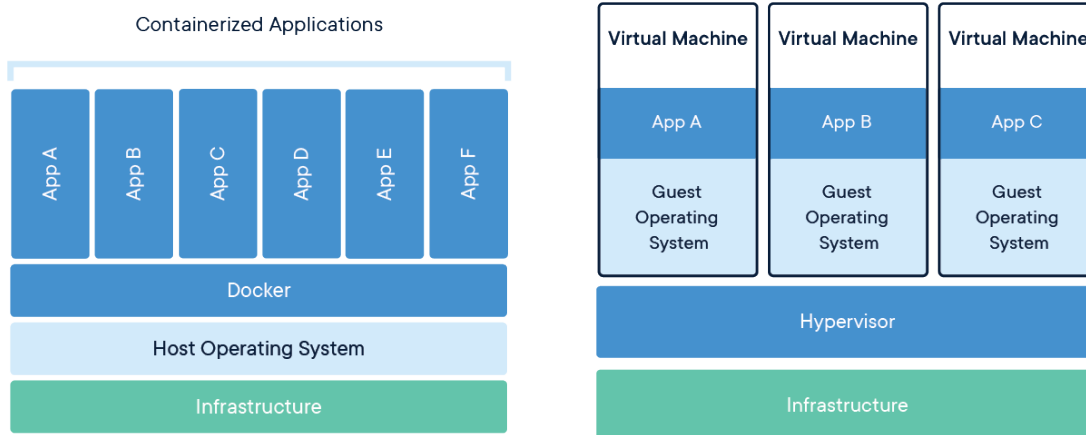 Containerized Applications
App A
App B
App C
App D
App E
App F
Docker
Host Operating System
Infrastructure
Virtual Machine
App A
Guest
Operating
System
Virtual Machine
App B
Guest
Operating
System
Virtual Machine
App C
Guest
Operating
System
Hypervisor
Infrastructure